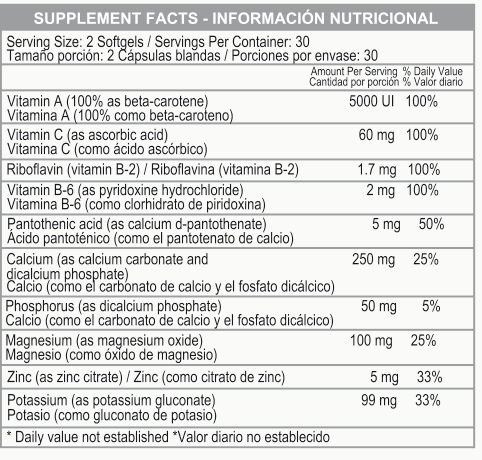 SUPPLEMENT FACTS - INFORMACIÓN NUTRICIONAL
Serving Size: 2 Softgels / Servings Per Container: 30
Tamaño porción: 2 Cápsulas blandas / Porciones por envase: 30
Amount Per Serving % Daily Value
Cantidad por porción % Valor diario
Vitamin A (100% as beta-carotene) 5000 UI 100%
Vitamina A (100% como beta-caroteno)
Vitamin C (as ascorbic acid) 60 mg 100%
Vitamina C (como ácido ascórbico)
Riboflavin (vitamin B-2) / Riboflavina (vitamina B-2) 1.7 mg 100%
Vitamin B-6 (as pyridoxine hydrochloride) 2 mg 100%
Vitamina B-6 (como clorhidrato de piridoxina)
Pantothenic acid (as calcium d-pantothenate) 5 mg 50%
Ácido pantoténico (como el pantotenato de calcio)
Calcium (as calcium carbonate and 250 mg 25%
dicalcium phosphate)
Calcio (como el carbonato de calcio y el fosfato dicálcico)
Phosphorus (as dicalcium phosphate) 50 mg 5%
Calcio (como el carbonato de calcio y el fosfato dicálcico)
Magnesium (as magnesium oxide) 100 mg 25%
Magnesio (como óxido de magnesio)
Zinc (as zinc citrate) / Zinc (como citrato de zinc) 5 mg 33%
Potassium (as potassium gluconate) 99 mg 33%
Potasio (como gluconato de potasio)
* Daily value not established *Valor diario no establecido